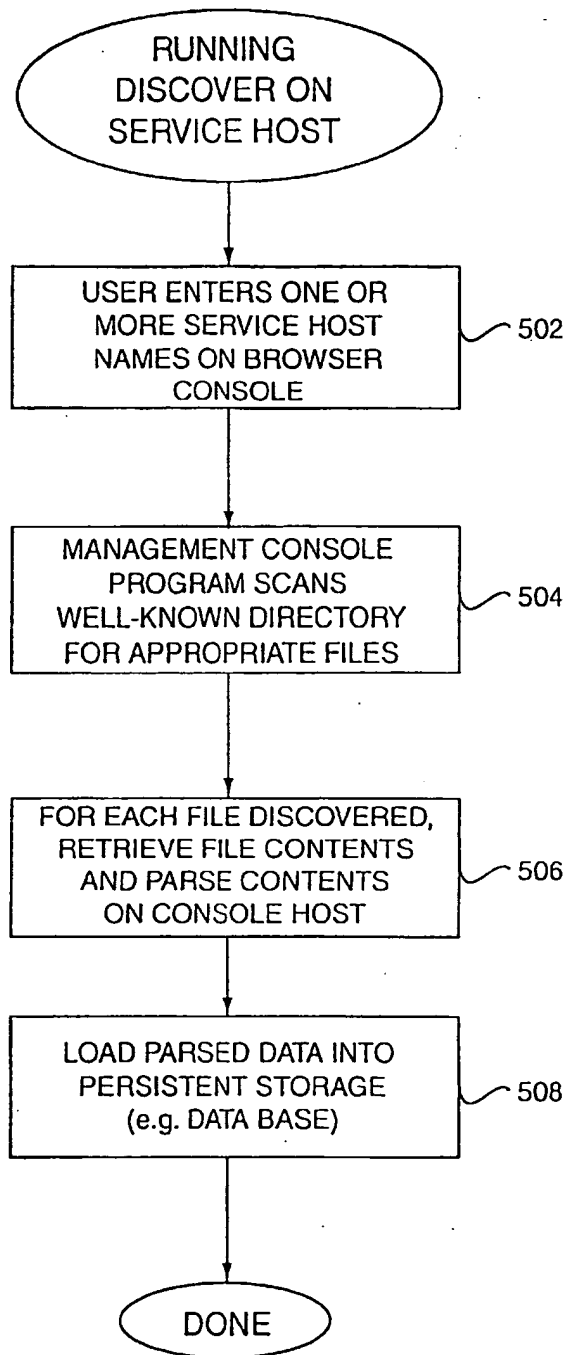 RUNNING
DISCOVER ON
SERVICE HOST
USER ENTERS ONE OR
MORE SERVICE HOST
NAMES ON BROWSER
CONSOLE
502
MANAGEMENT CONSOLE
PROGRAM SCANS
WELL-KNOWN DIRECTORY
FOR APPROPRIATE FILES
504
FOR EACH FILE DISCOVERED,
RETRIEVE FILE CONTENTS
AND PARSE CONTENTS
ON CONSOLE HOST
506
LOAD PARSED DATA INTO
PERSISTENT STORAGE
(e.g. DATA BASE)
508
DONE